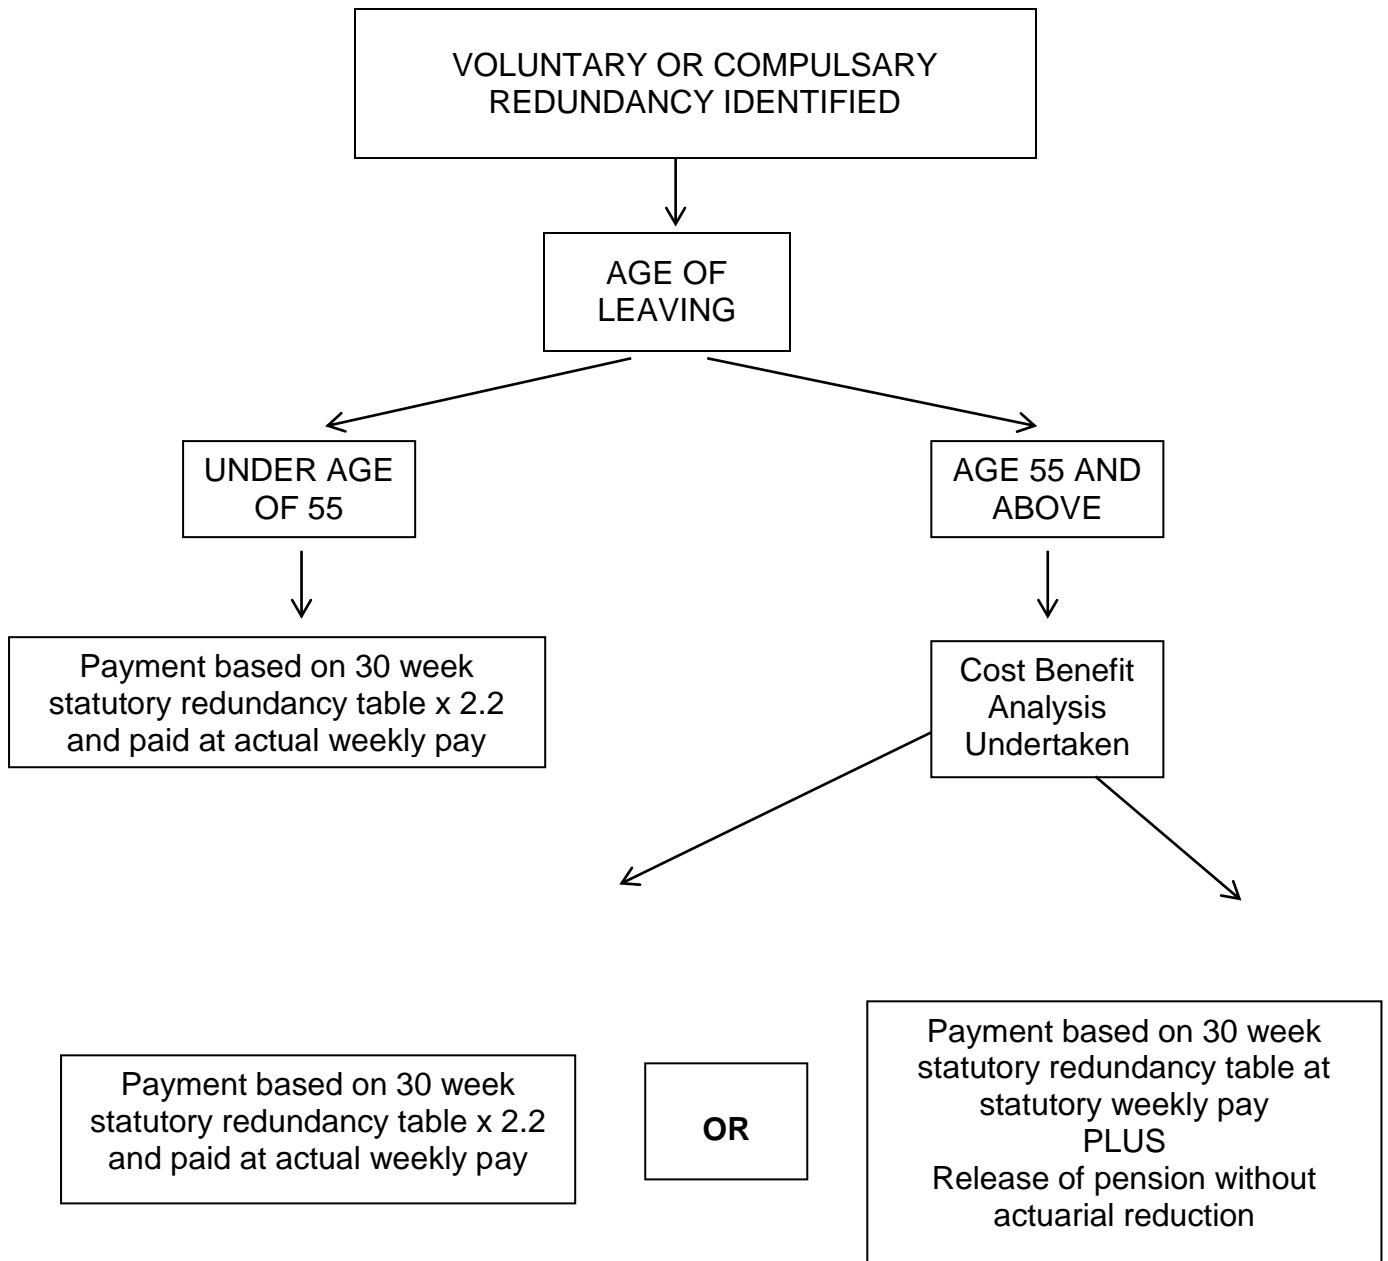 VOLUNTARY OR COMPULSARY
REDUNDANCY IDENTIFIED
AGE OF
LEAVING
UNDER AGE
OF 55
AGE 55 AND
ABOVE
Payment based on 30 week
statutory redundancy table x 2.2
and paid at actual weekly pay
Cost Benefit
Analysis
Undertaken
Payment based on 30 week
statutory redundancy table x 2.2
and paid at actual weekly pay
OR
Payment based on 30 week
statutory redundancy table at
statutory weekly pay
PLUS
Release of pension without
actuarial reduction